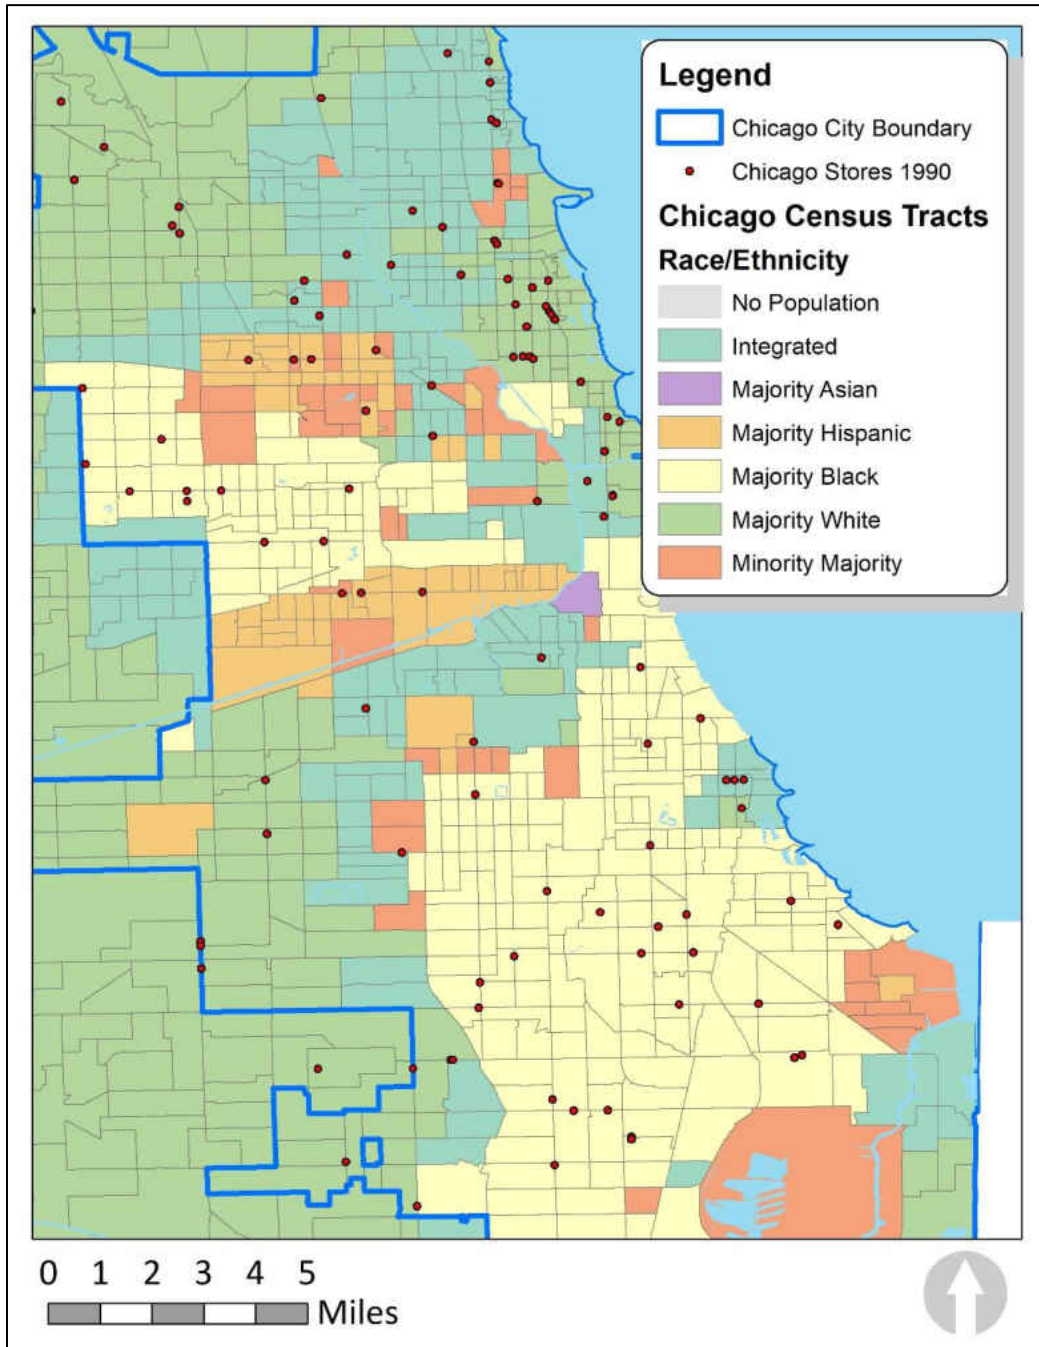 Legend
Chicago City Boundary
Chicago Stores 1990
Chicago Census Tracts
Race/Ethnicity
No Population
Integrated
Majority Asian
Majority Hispanic
Majority Black
Majority White
Minority Majority
0 1 2 3 4 5
Miles